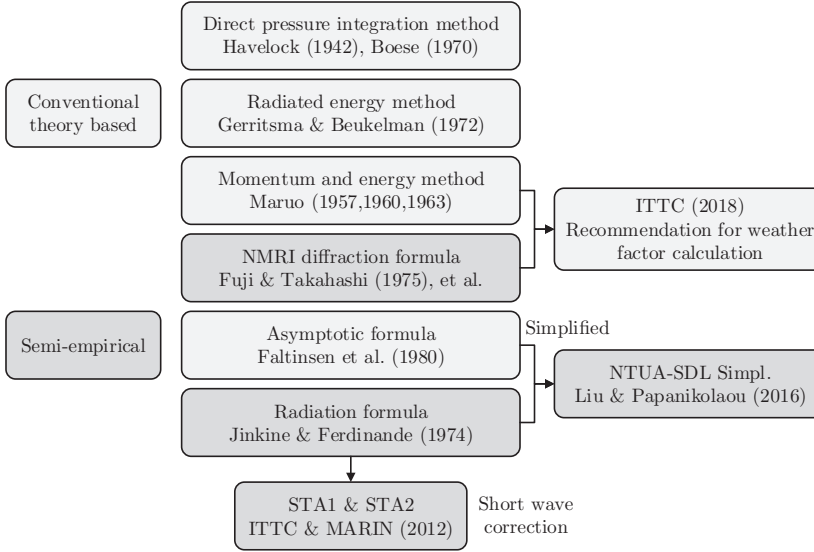 Direct pressure integration method
Havelock (1942), Boese (1970)
Conventional
theory based
Radiated energy method
Gerritsma & Beukelman (1972)
Momentum and energy method
Maruo (1957,1960,1963)
ITTC (2018)
Recommendation for weather
factor calculation
NMRI diffraction formula
Fuji & Takahashi (1975), et al.
Semi-empirical
Asymptotic formula
Faltinsen et al. (1980)
Simplified
NTUA-SDL Simpl.
Liu & Papanikolaou (2016)
Radiation formula
Jinkine & Ferdinande (1974)
STA1 & STA2
ITTC & MARIN (2012)
Short wave
correction